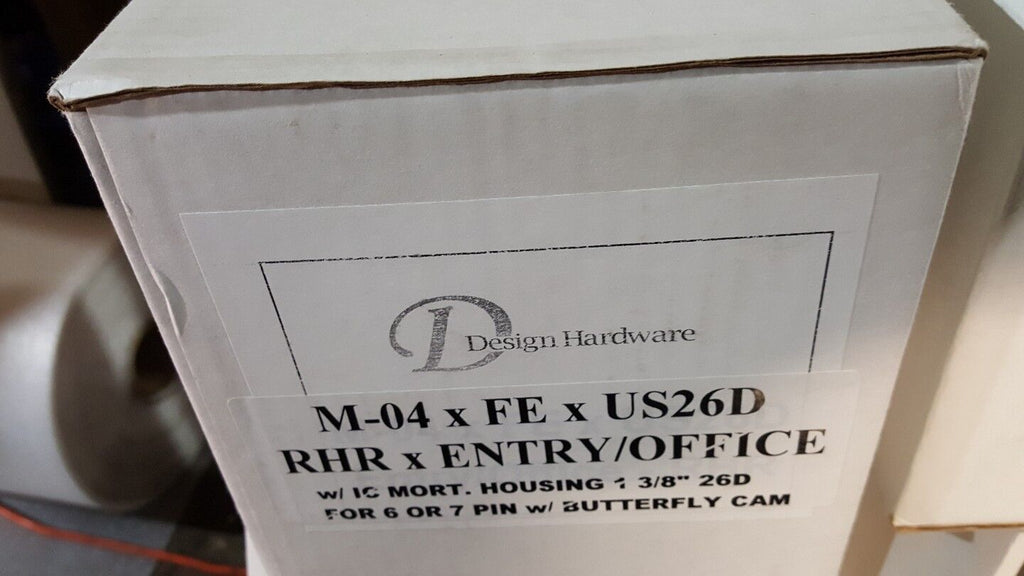 D
Design Hardware
M-04 x FE x US26D
RHR x ENTRY/OFFICE
w/ IC MORT. HOUSING 1 3/8" 26D
FOR 6 OR 7 PIN w/ BUTTERFLY CAM